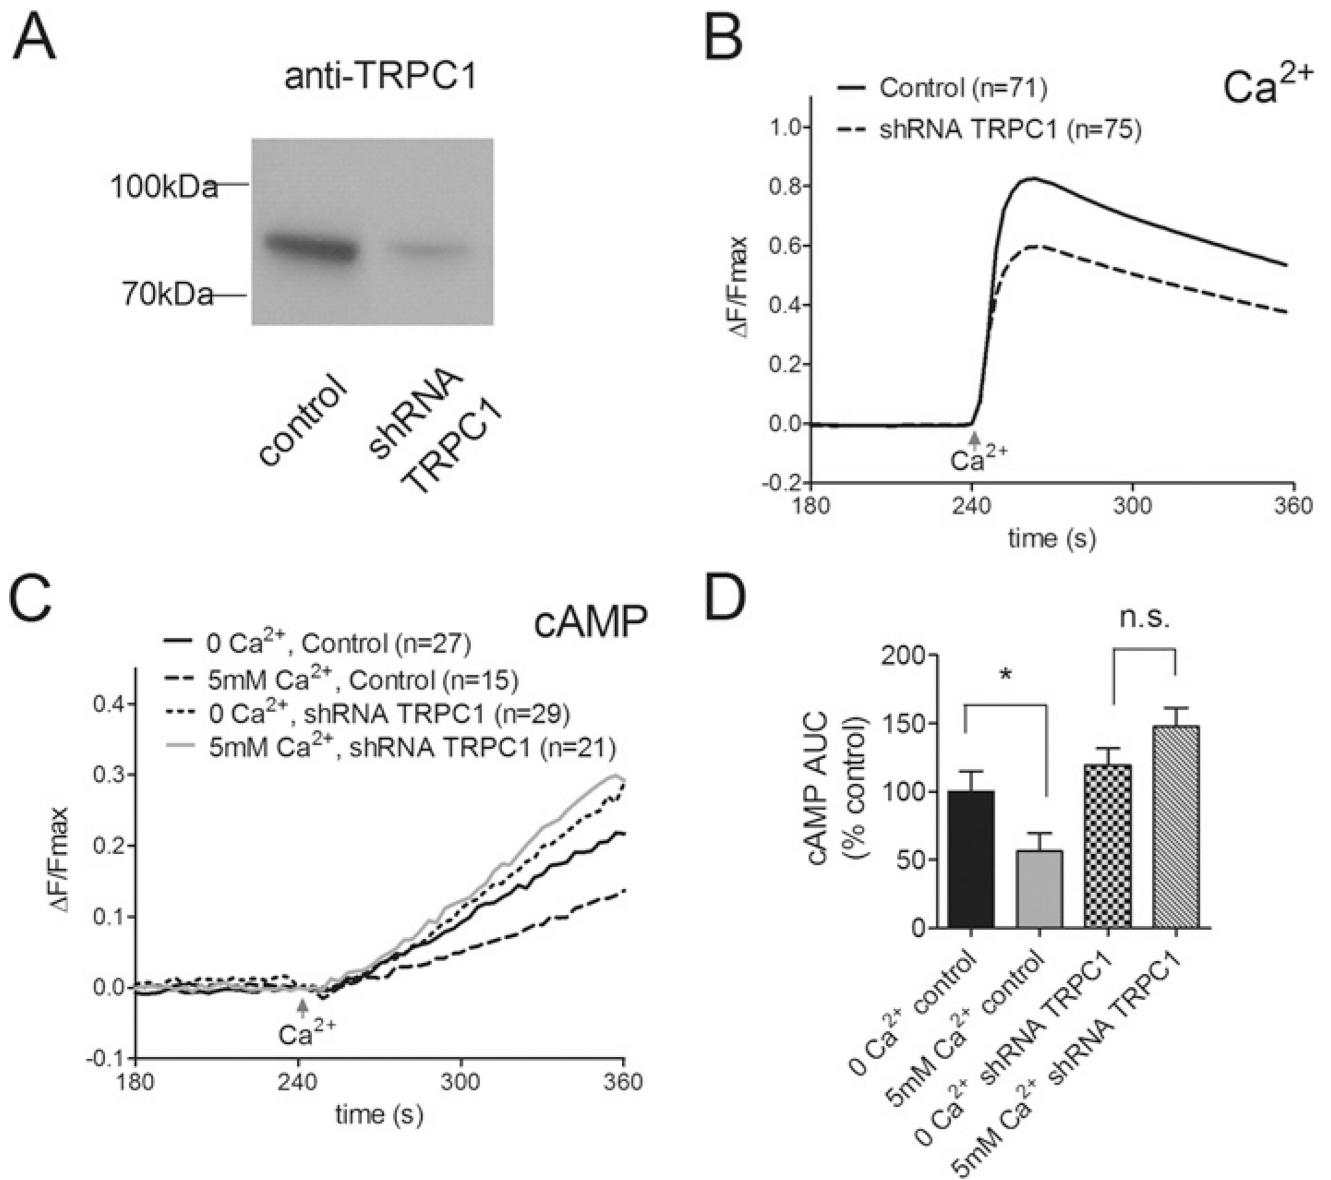 A
anti-TRPC1
100kDa
70kDa
control
shRNA
TRPC1
B
Ca²⁺
Control (n=71)
shRNA TRPC1 (n=75)
1.0
0.8
0.6
0.4
0.2
0.0
-0.2
ΔF/Fmax
Ca²⁺
180
240
300
360
time (s)
C
cAMP
0 Ca²⁺, Control (n=27)
5mM Ca²⁺, Control (n=15)
0 Ca²⁺, shRNA TRPC1 (n=29)
5mM Ca²⁺, shRNA TRPC1 (n=21)
0.4
0.3
0.2
0.1
0.0
-0.1
ΔF/Fmax
Ca²⁺
180
240
300
360
time (s)
D
n.s.
*
200
150
100
50
0
cAMP AUC
(% control)
0 Ca²⁺ control
5mM Ca²⁺ control
0 Ca²⁺ shRNA TRPC1
5mM Ca²⁺ shRNA TRPC1